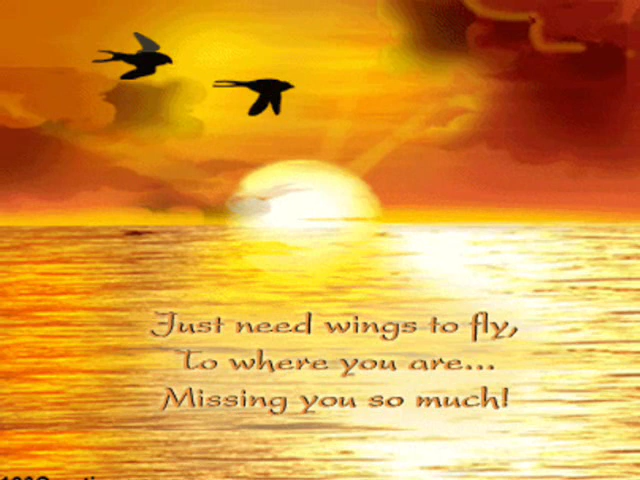 Just need wings to fly,
To where you are...
Missing you so much!